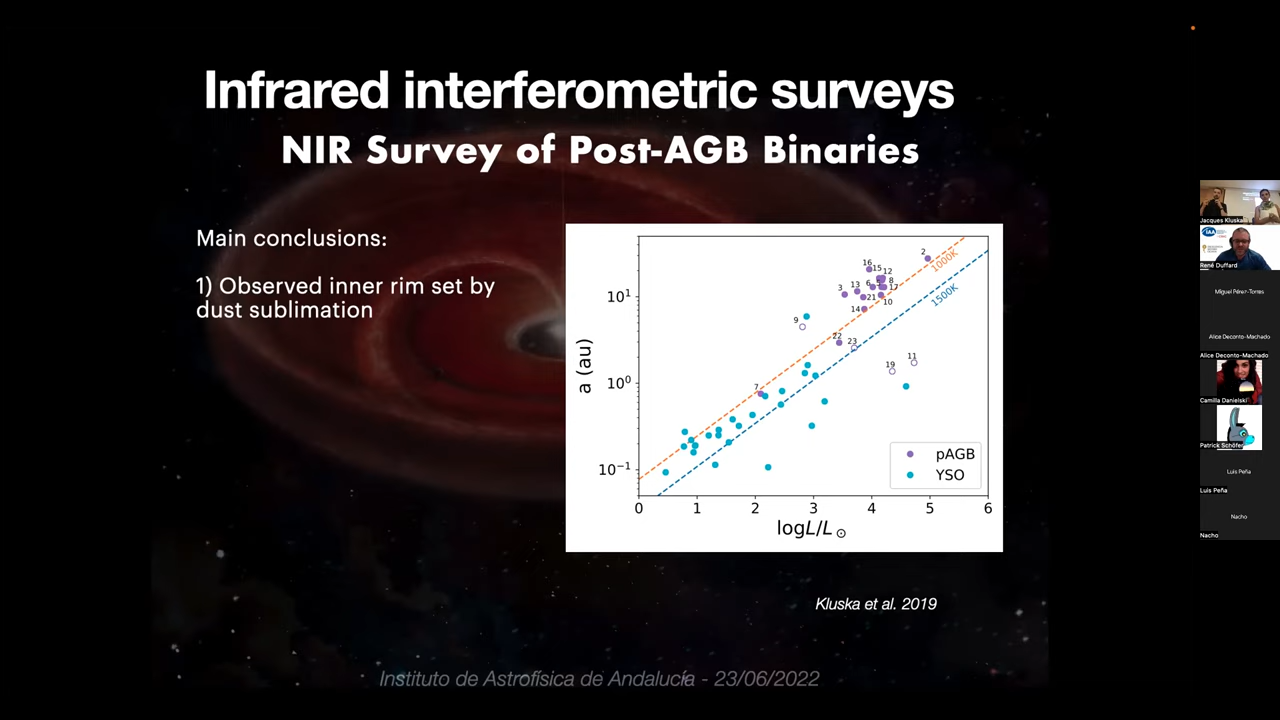 Infrared interferometric surveys
NIR Survey of Post-AGB Binaries
Main conclusions:
1) Observed inner rim set by
dust sublimation
a (au)
10¹
10⁰
10⁻¹
0 1 2 3 4 5 6
logL/L⊙
1000K
1500K
2
16
15
12
13
6
8
3
17
21
10
14
9
22
23
11
19
7
pAGB
YSO
Kluska et al. 2019
Instituto de Astrofísica de Andalucía - 23/06/2022
Jacques Kluska
IAA
René Duffard
Miguel Pérez-Torres
Alice Deconto-Machado
Alice Deconto-Machado
Camilla Danielski
Patrick Schöfer
Luis Peña
Luis Peña
Nacho
Nacho